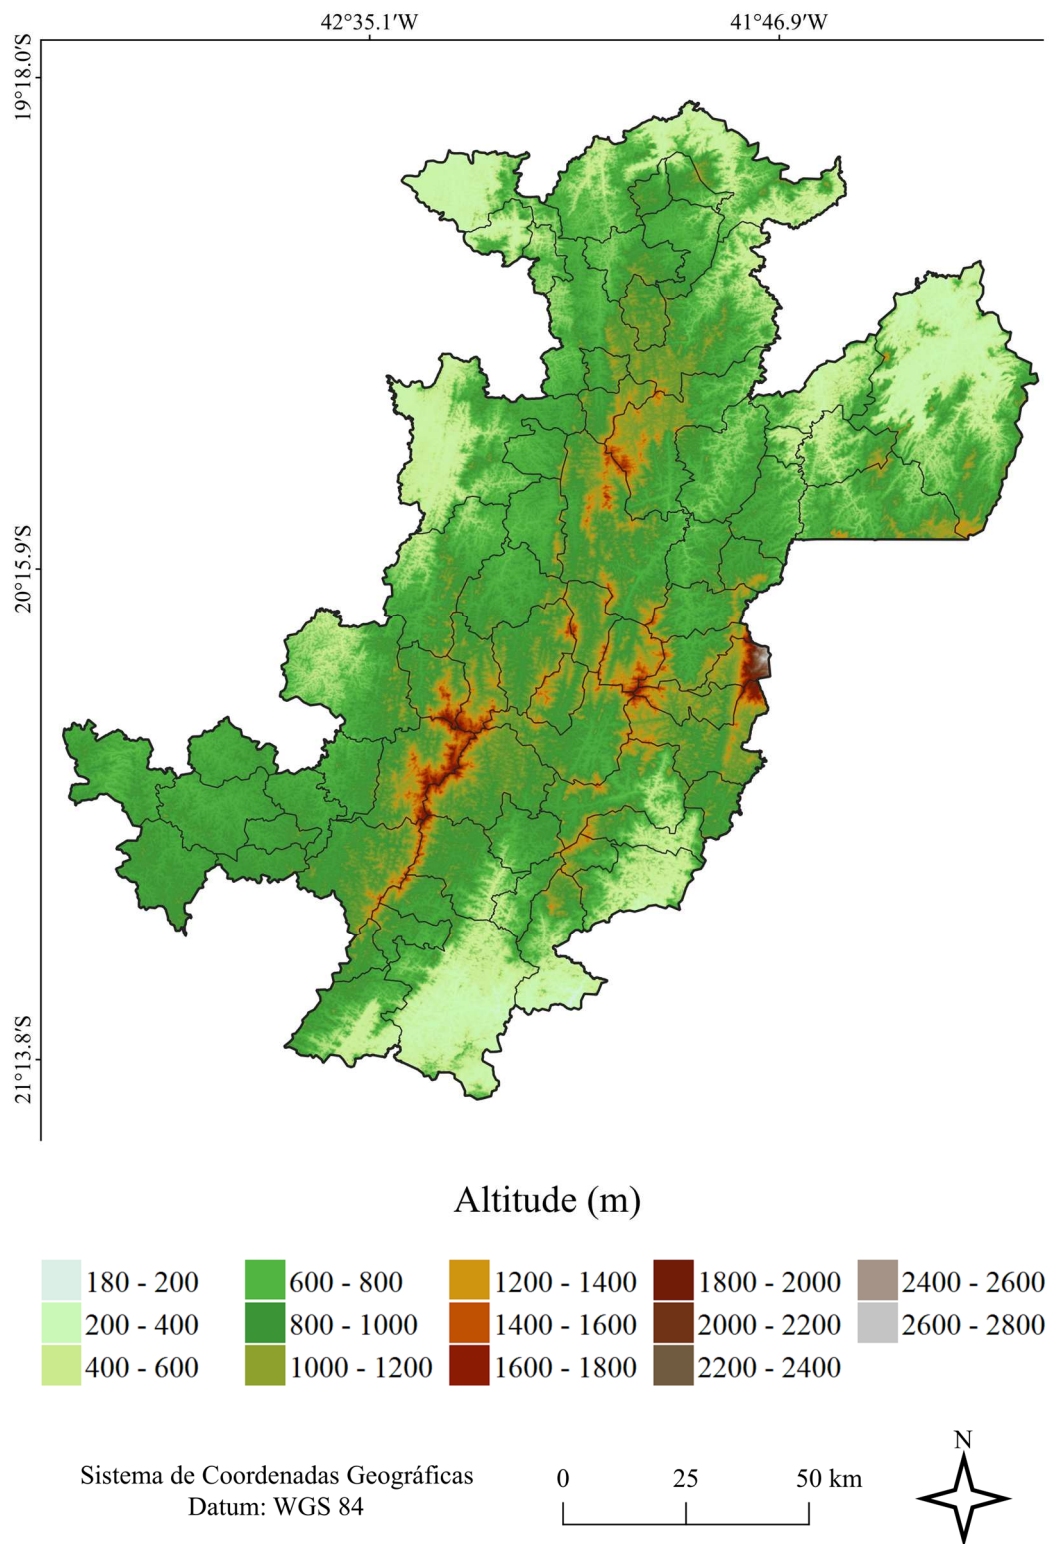 42°35.1'W 41°46.9'W
19°18.0'S
20°15.9'S
21°13.8'S
Altitude (m)
180 - 200 600 - 800 1200 - 1400 1800 - 2000 2400 - 2600
200 - 400 800 - 1000 1400 - 1600 2000 - 2200 2600 - 2800
400 - 600 1000 - 1200 1600 - 1800 2200 - 2400
N
Sistema de Coordenadas Geográficas
Datum: WGS 84
0 25 50 km